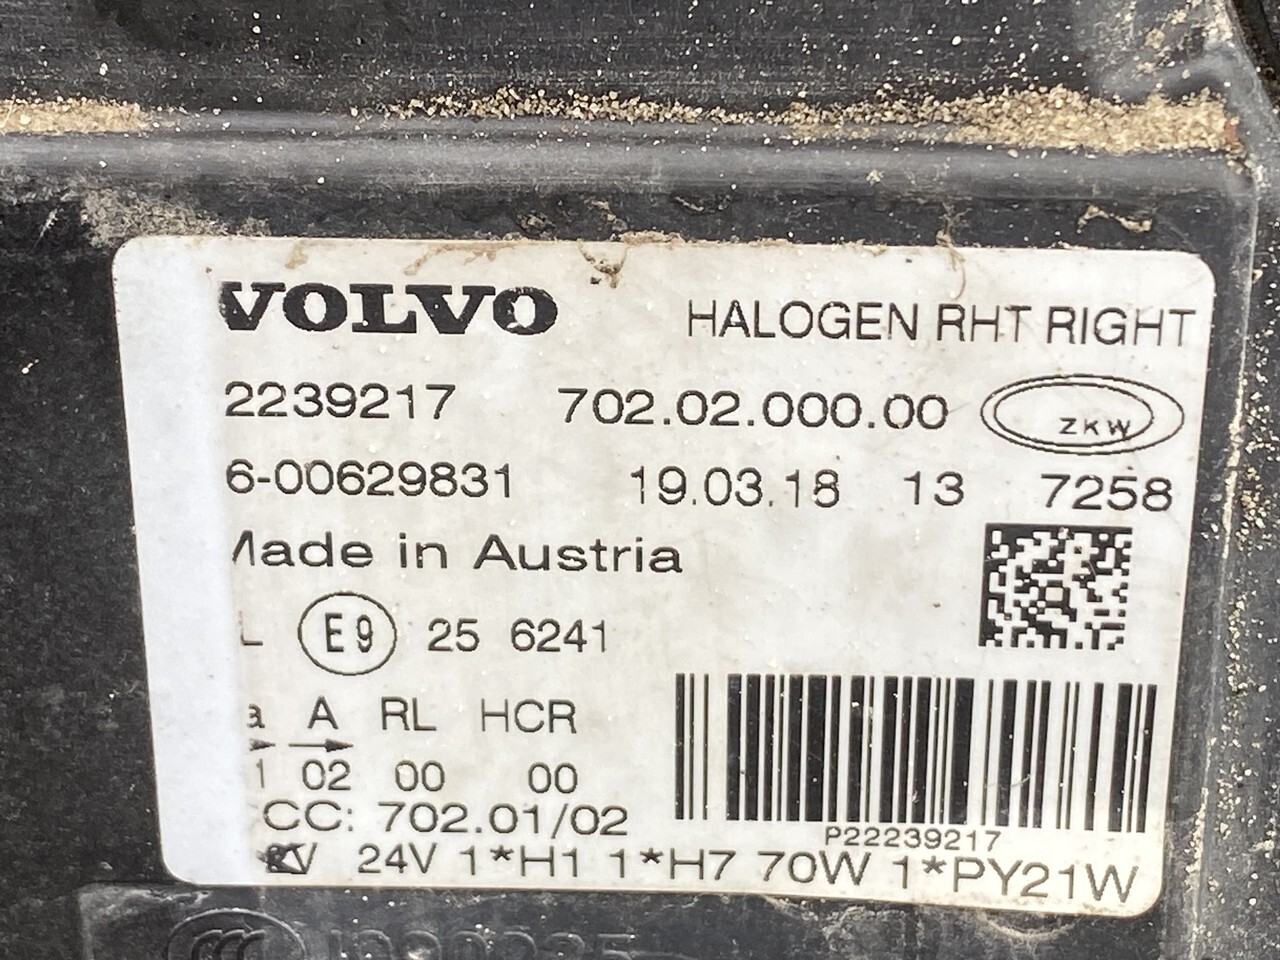 VOLVO HALOGEN RHT RIGHT
2239217 702.02.000.00 ZKW
6-00629831 19.03.18 13 7258
Made in Austria
E9 25 6241
a A RL HCR
1 02 00 00
CC: 702.01/02
P22239217
24V 1*H1 1*H7 70W 1*PY21W